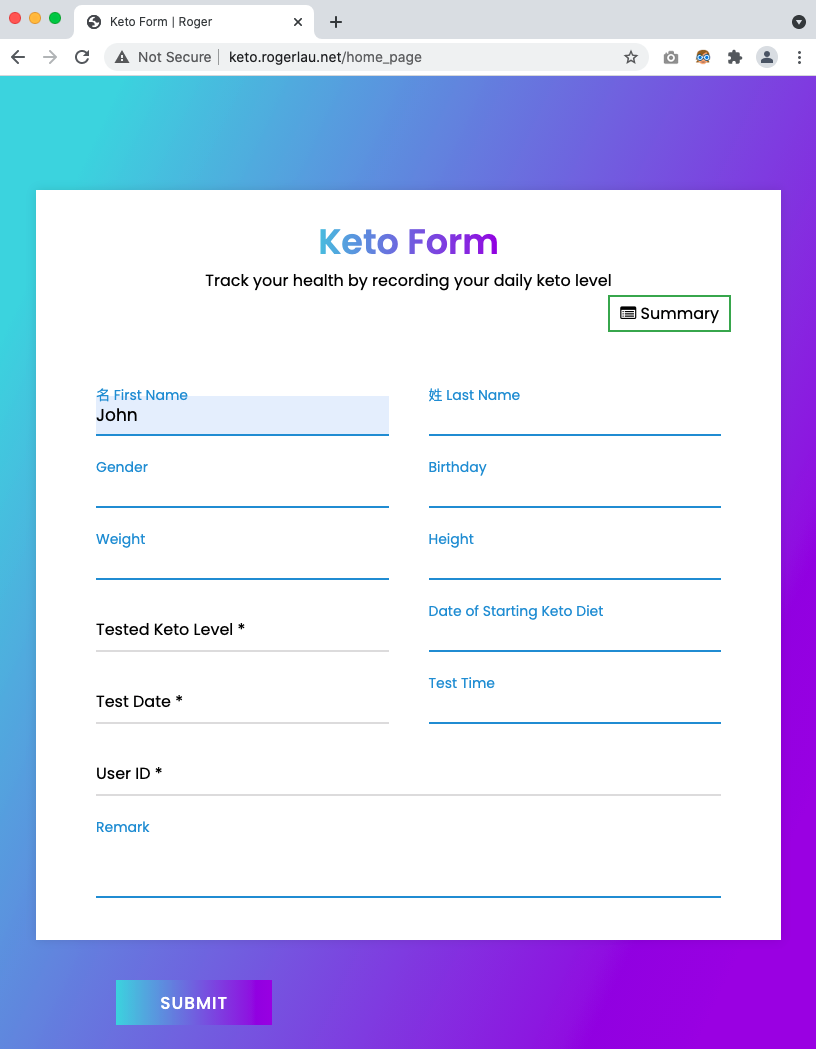 Keto Form | Roger
Not Secure | keto.rogerlau.net/home_page
Keto Form
Track your health by recording your daily keto level
Summary
名 First Name
姓 Last Name
John
Gender
Birthday
Weight
Height
Date of Starting Keto Diet
Tested Keto Level *
Test Time
Test Date *
User ID *
Remark
SUBMIT